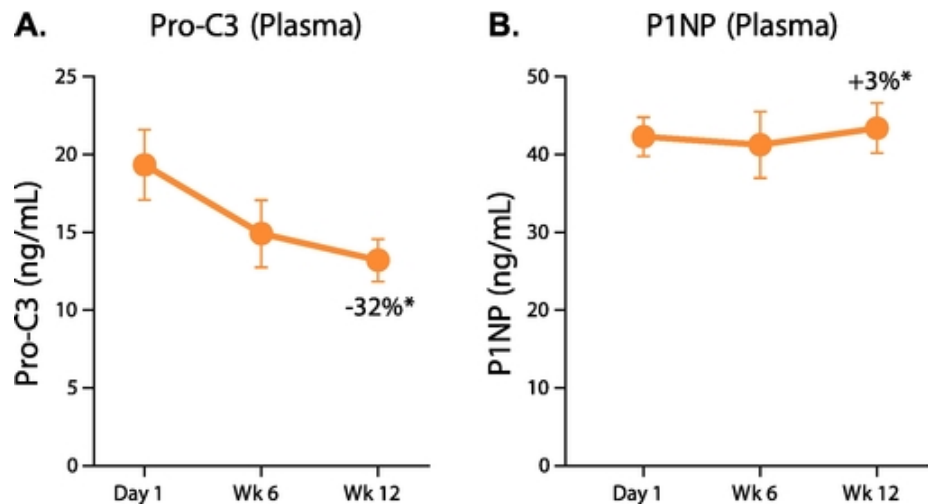 A. Pro-C3 (Plasma)
Pro-C3 (ng/mL)
25
20
15
10
5
0
-32%*
Day 1 Wk 6 Wk 12
B. P1NP (Plasma)
P1NP (ng/mL)
50
40
30
20
10
0
+3%*
Day 1 Wk 6 Wk 12